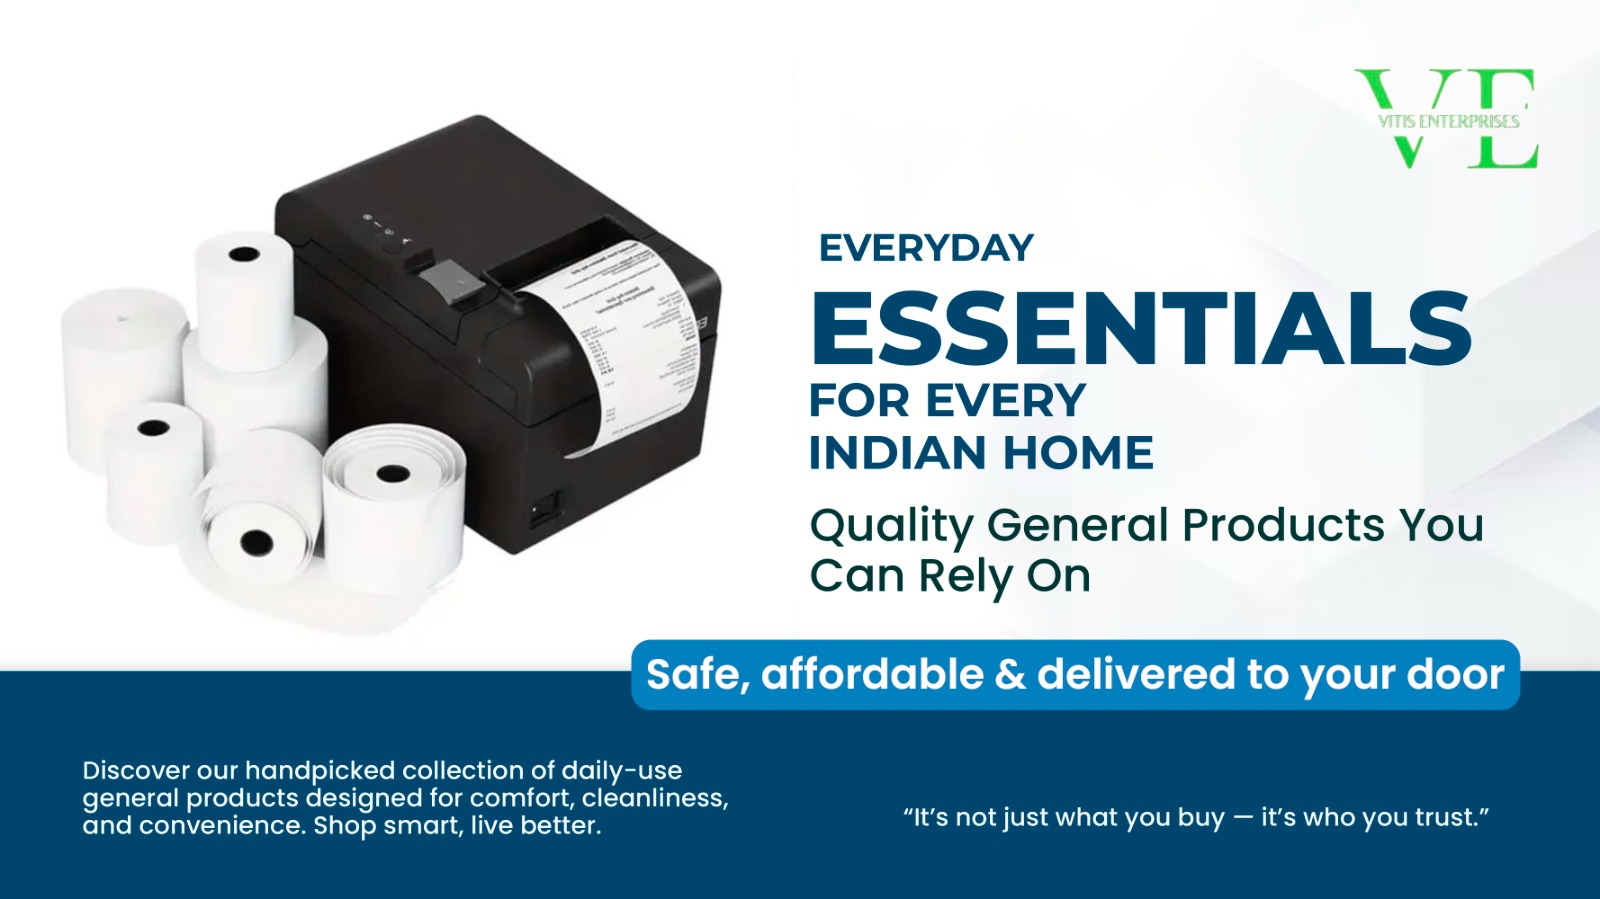 VE
VITIS ENTERPRISES
EVERYDAY
ESSENTIALS
FOR EVERY
INDIAN HOME
Quality General Products You
Can Rely On
Safe, affordable & delivered to your door
Discover our handpicked collection of daily-use
general products designed for comfort, cleanliness,
and convenience. Shop smart, live better.
“It’s not just what you buy — it’s who you trust.”